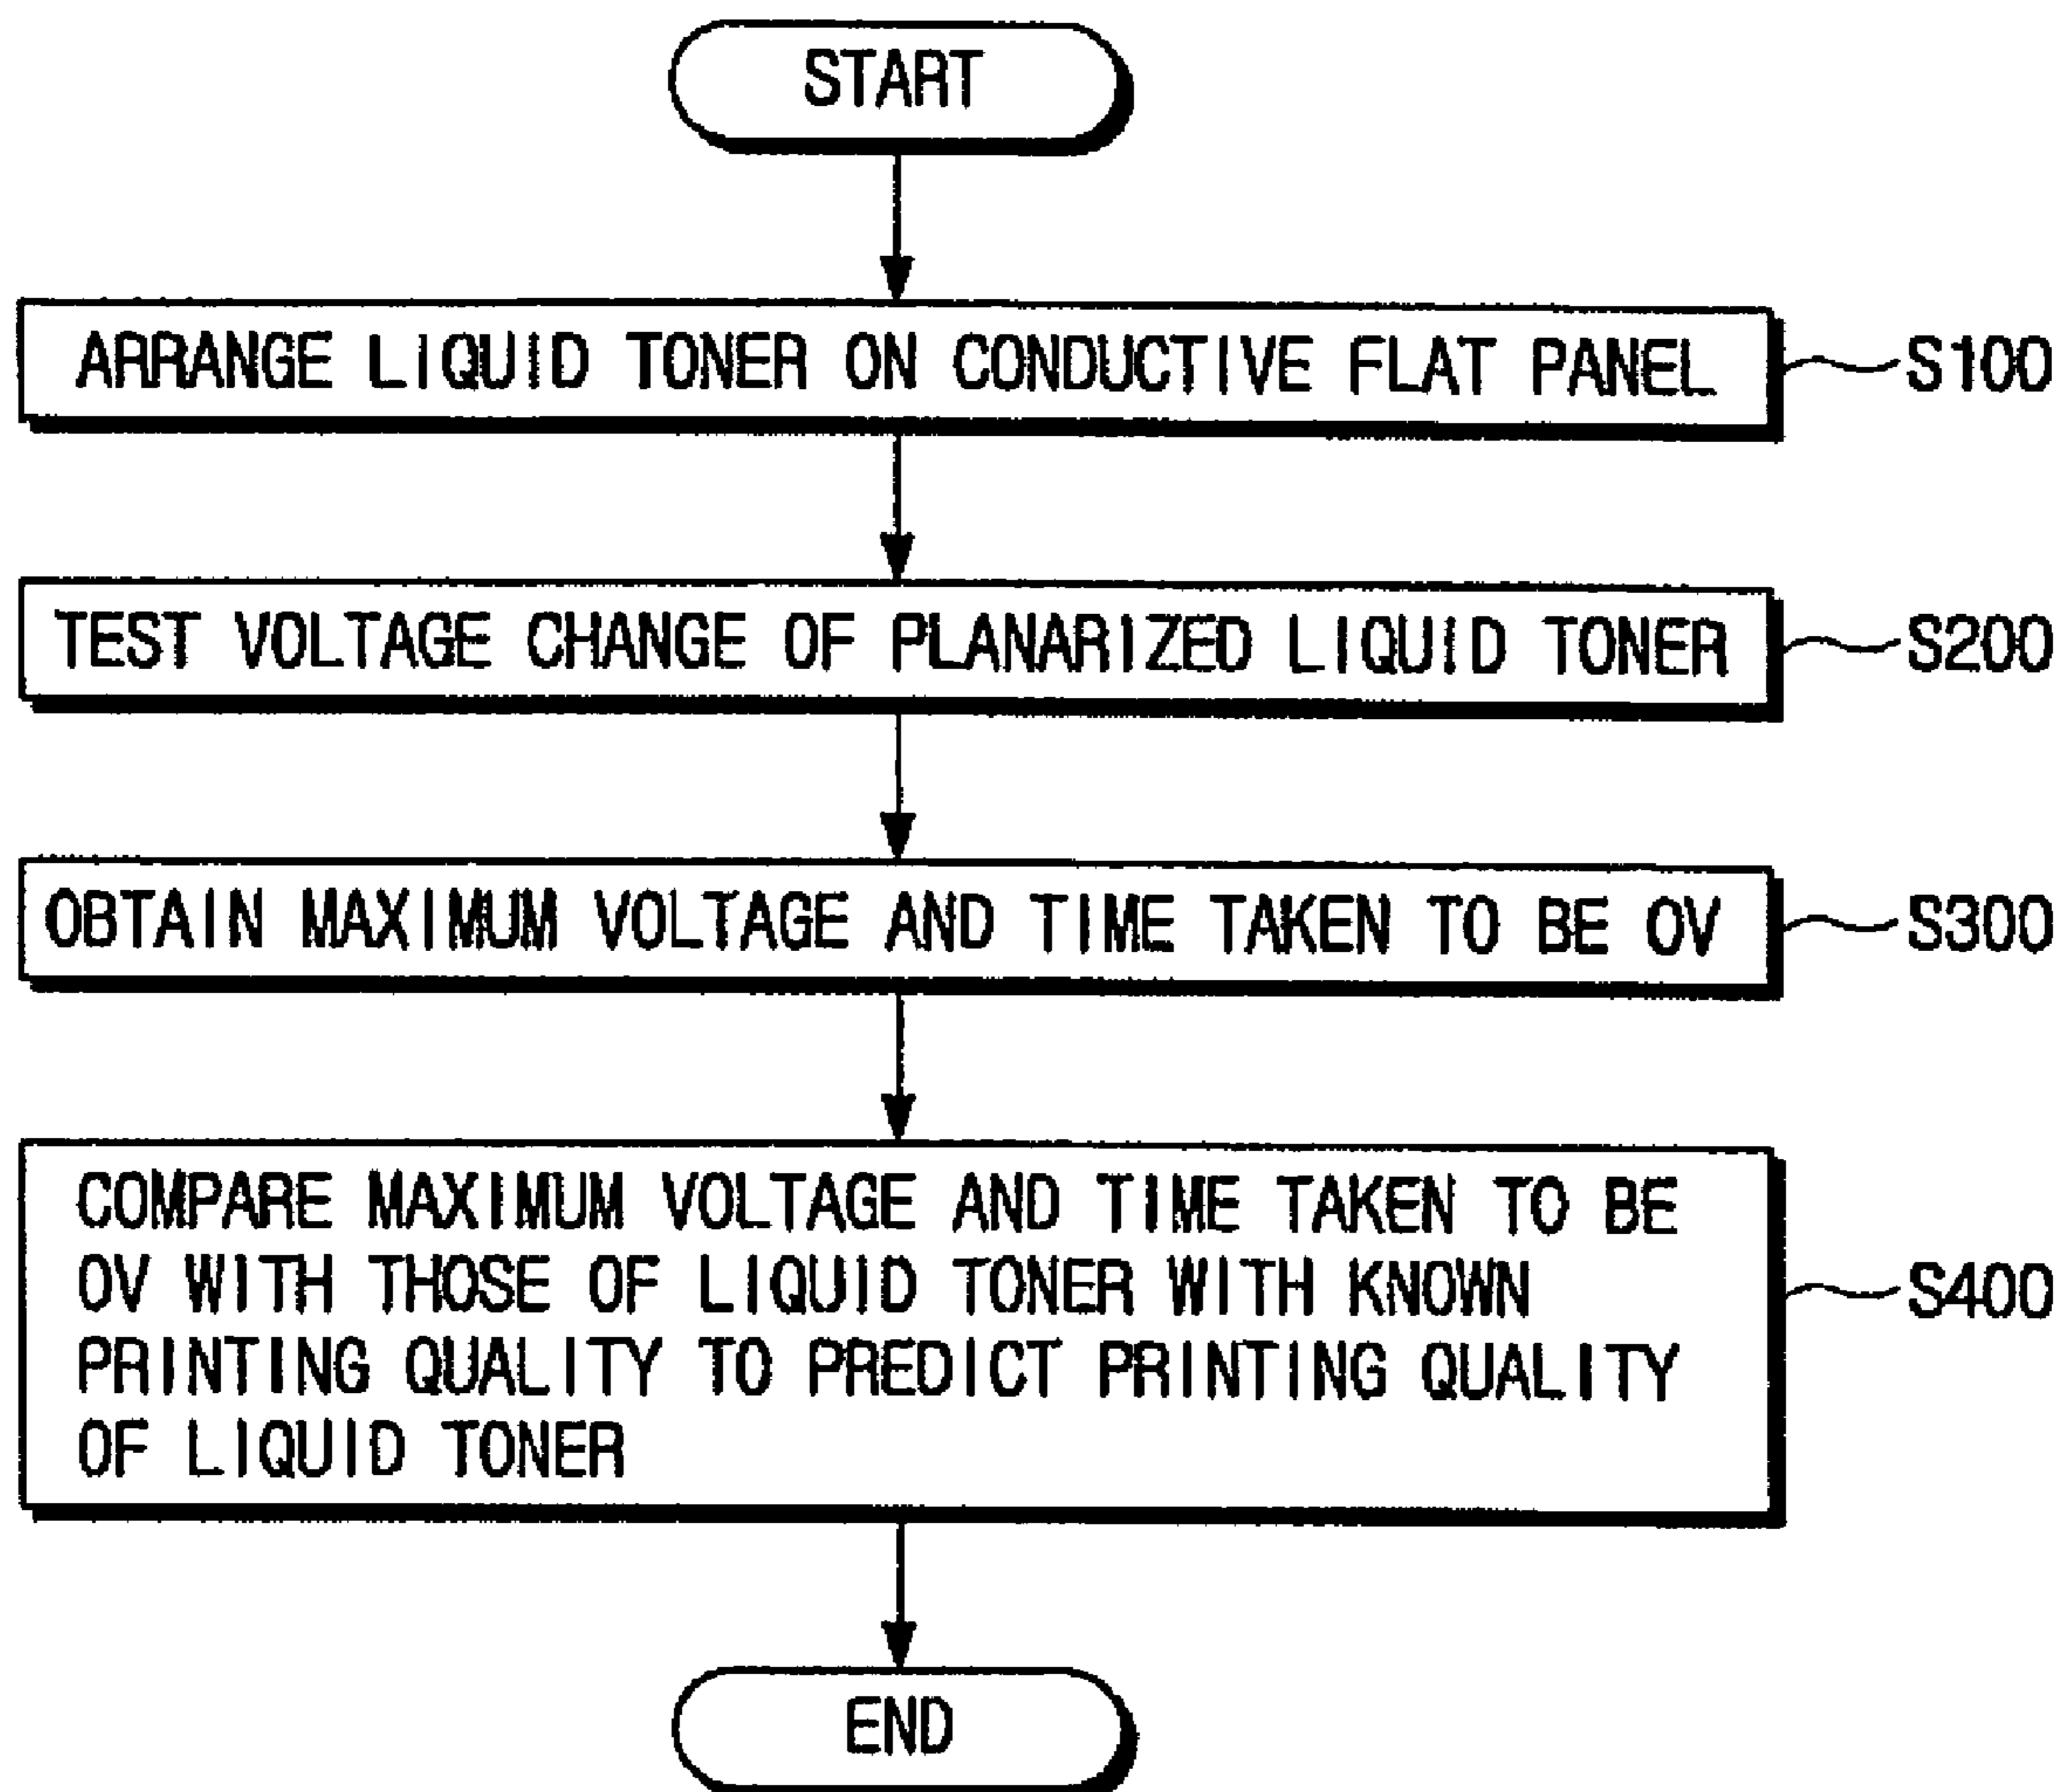 START
ARRANGE LIQUID TONER ON CONDUCTIVE FLAT PANEL
S100
TEST VOLTAGE CHANGE OF PLANARIZED LIQUID TONER
S200
OBTAIN MAXIMUM VOLTAGE AND TIME TAKEN TO BE 0V
S300
COMPARE MAXIMUM VOLTAGE AND TIME TAKEN TO BE
0V WITH THOSE OF LIQUID TONER WITH KNOWN
PRINTING QUALITY TO PREDICT PRINTING QUALITY
OF LIQUID TONER
S400
END